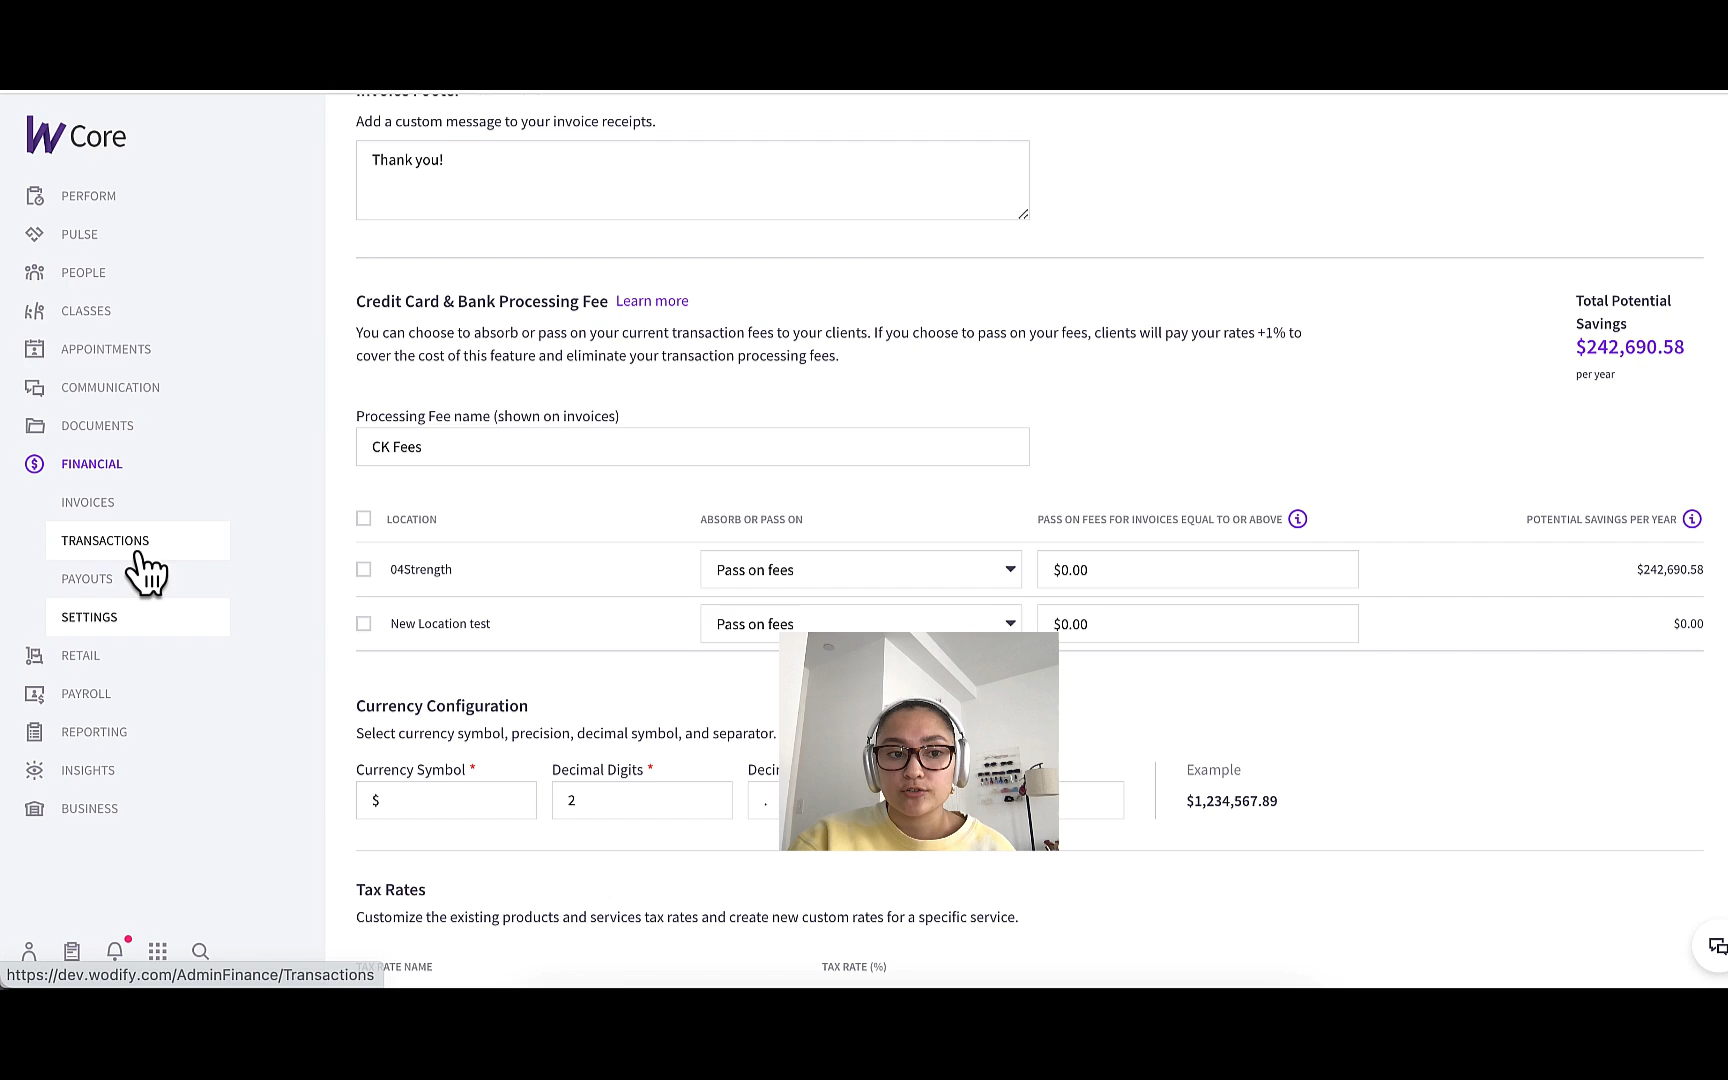 W Core
PERFORM
PULSE
PEOPLE
CLASSES
APPOINTMENTS
COMMUNICATION
DOCUMENTS
FINANCIAL
INVOICES
TRANSACTIONS
PAYOUTS
SETTINGS
RETAIL
PAYROLL
REPORTING
INSIGHTS
BUSINESS
https://dev.wodify.com/AdminFinance/Transactions
Invoice Footer
Add a custom message to your invoice receipts.
Thank you!
Credit Card & Bank Processing Fee Learn more
You can choose to absorb or pass on your current transaction fees to your clients. If you choose to pass on your fees, clients will pay your rates +1% to
cover the cost of this feature and eliminate your transaction processing fees.
Total Potential
Savings
$242,690.58
per year
Processing Fee name (shown on invoices)
CK Fees
LOCATION ABSORB OR PASS ON PASS ON FEES FOR INVOICES EQUAL TO OR ABOVE POTENTIAL SAVINGS PER YEAR
04Strength Pass on fees $0.00 $242,690.58
New Location test Pass on fees $0.00 $0.00
Currency Configuration
Select currency symbol, precision, decimal symbol, and separator.
Currency Symbol * Decimal Digits * Example
$ 2 . $1,234,567.89
Tax Rates
Customize the existing products and services tax rates and create new custom rates for a specific service.
TAX RATE NAME TAX RATE (%)